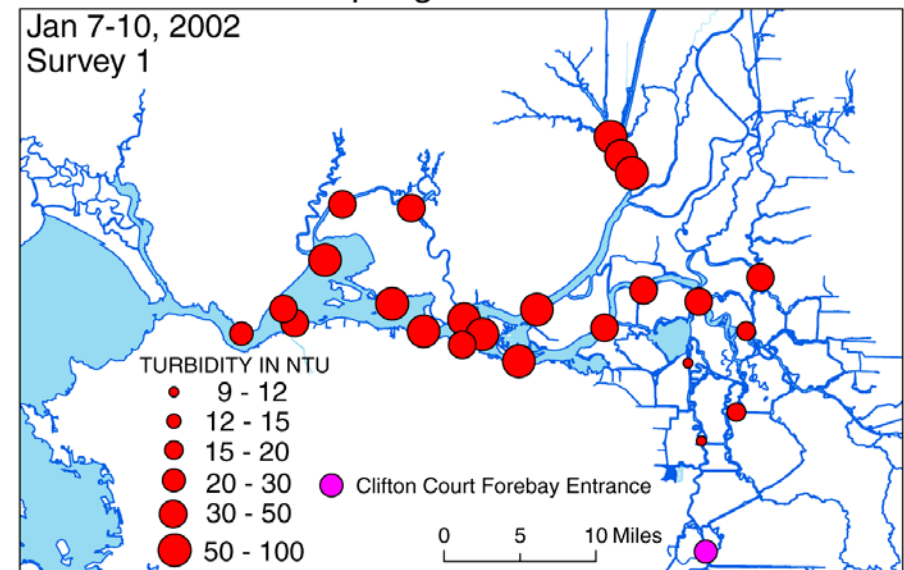 Jan 7-10, 2002
Survey 1
TURBIDITY IN NTU
9 - 12
12 - 15
15 - 20
20 - 30
30 - 50
50 - 100
Clifton Court Forebay Entrance
0 5 10 Miles